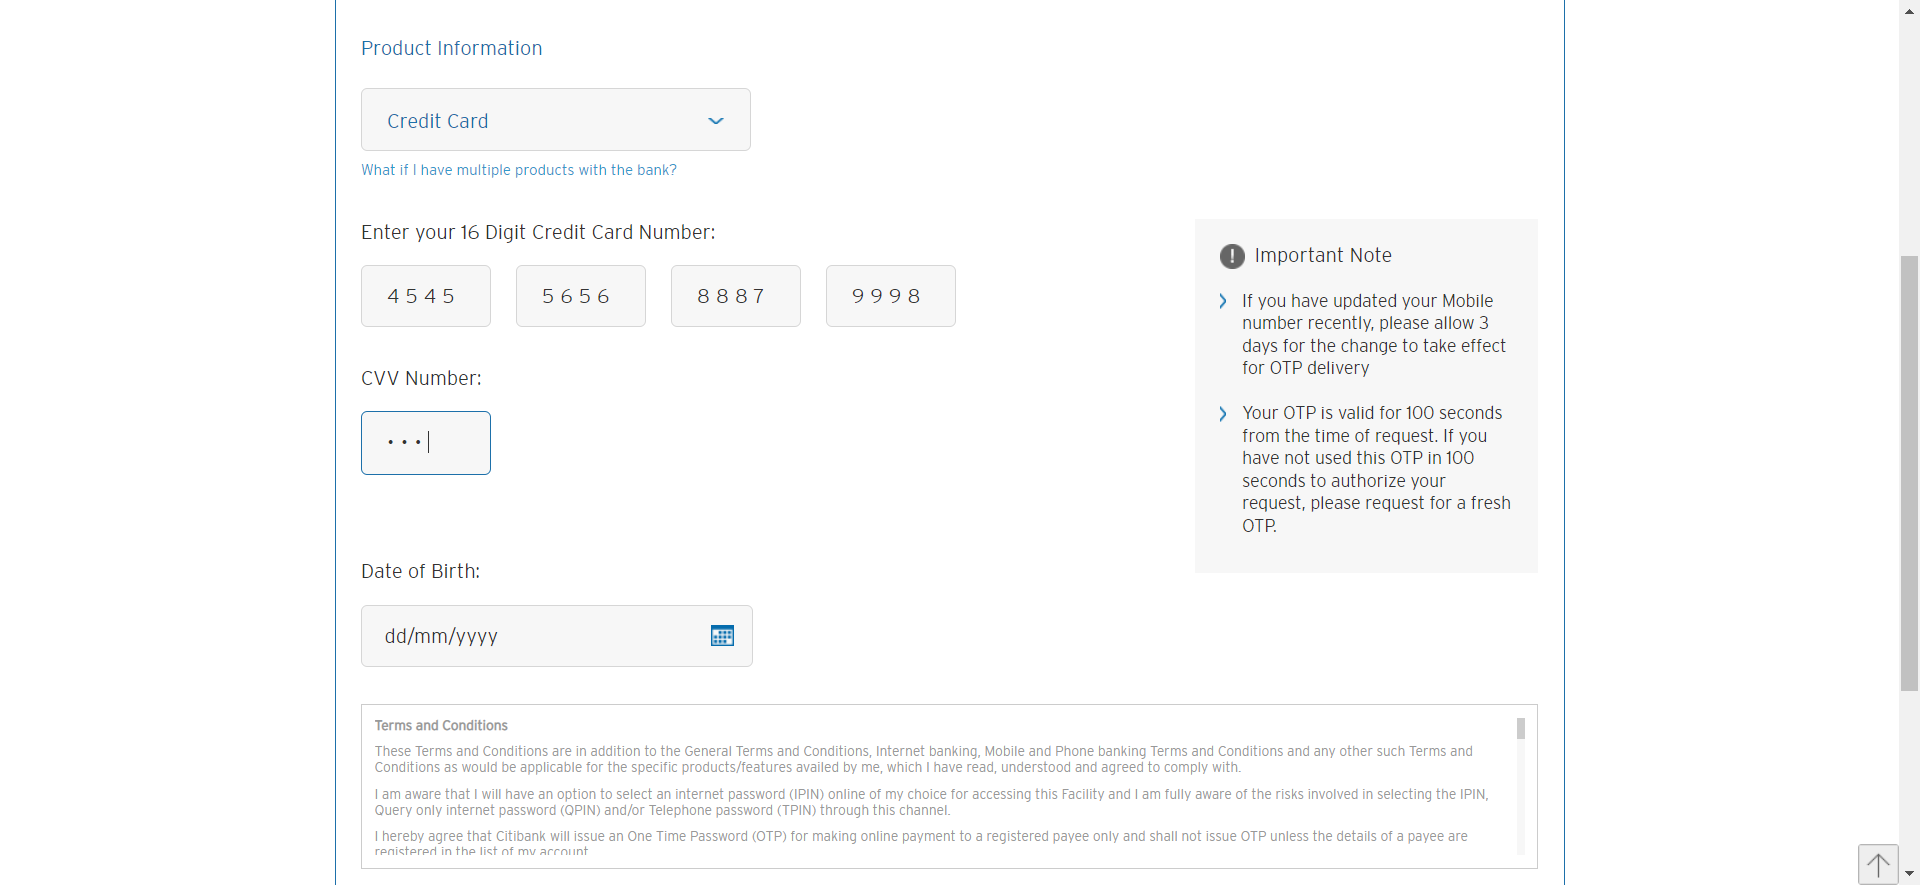 Product Information
Credit Card
What if I have multiple products with the bank?
Enter your 16 Digit Credit Card Number:
4545 5656 8887 9998
CVV Number:
•••
Date of Birth:
dd/mm/yyyy
! Important Note
If you have updated your Mobile
number recently, please allow 3
days for the change to take effect
for OTP delivery
Your OTP is valid for 100 seconds
from the time of request. If you
have not used this OTP in 100
seconds to authorize your
request, please request for a fresh
OTP.
Terms and Conditions
These Terms and Conditions are in addition to the General Terms and Conditions, Internet banking, Mobile and Phone banking Terms and Conditions and any other such Terms and
Conditions as would be applicable for the specific products/features availed by me, which I have read, understood and agreed to comply with.
I am aware that I will have an option to select an internet password (IPIN) online of my choice for accessing this Facility and I am fully aware of the risks involved in selecting the IPIN,
Query only internet password (QPIN) and/or Telephone password (TPIN) through this channel.
I hereby agree that Citibank will issue an One Time Password (OTP) for making online payment to a registered payee only and shall not issue OTP unless the details of a payee are
registered in the list of my account